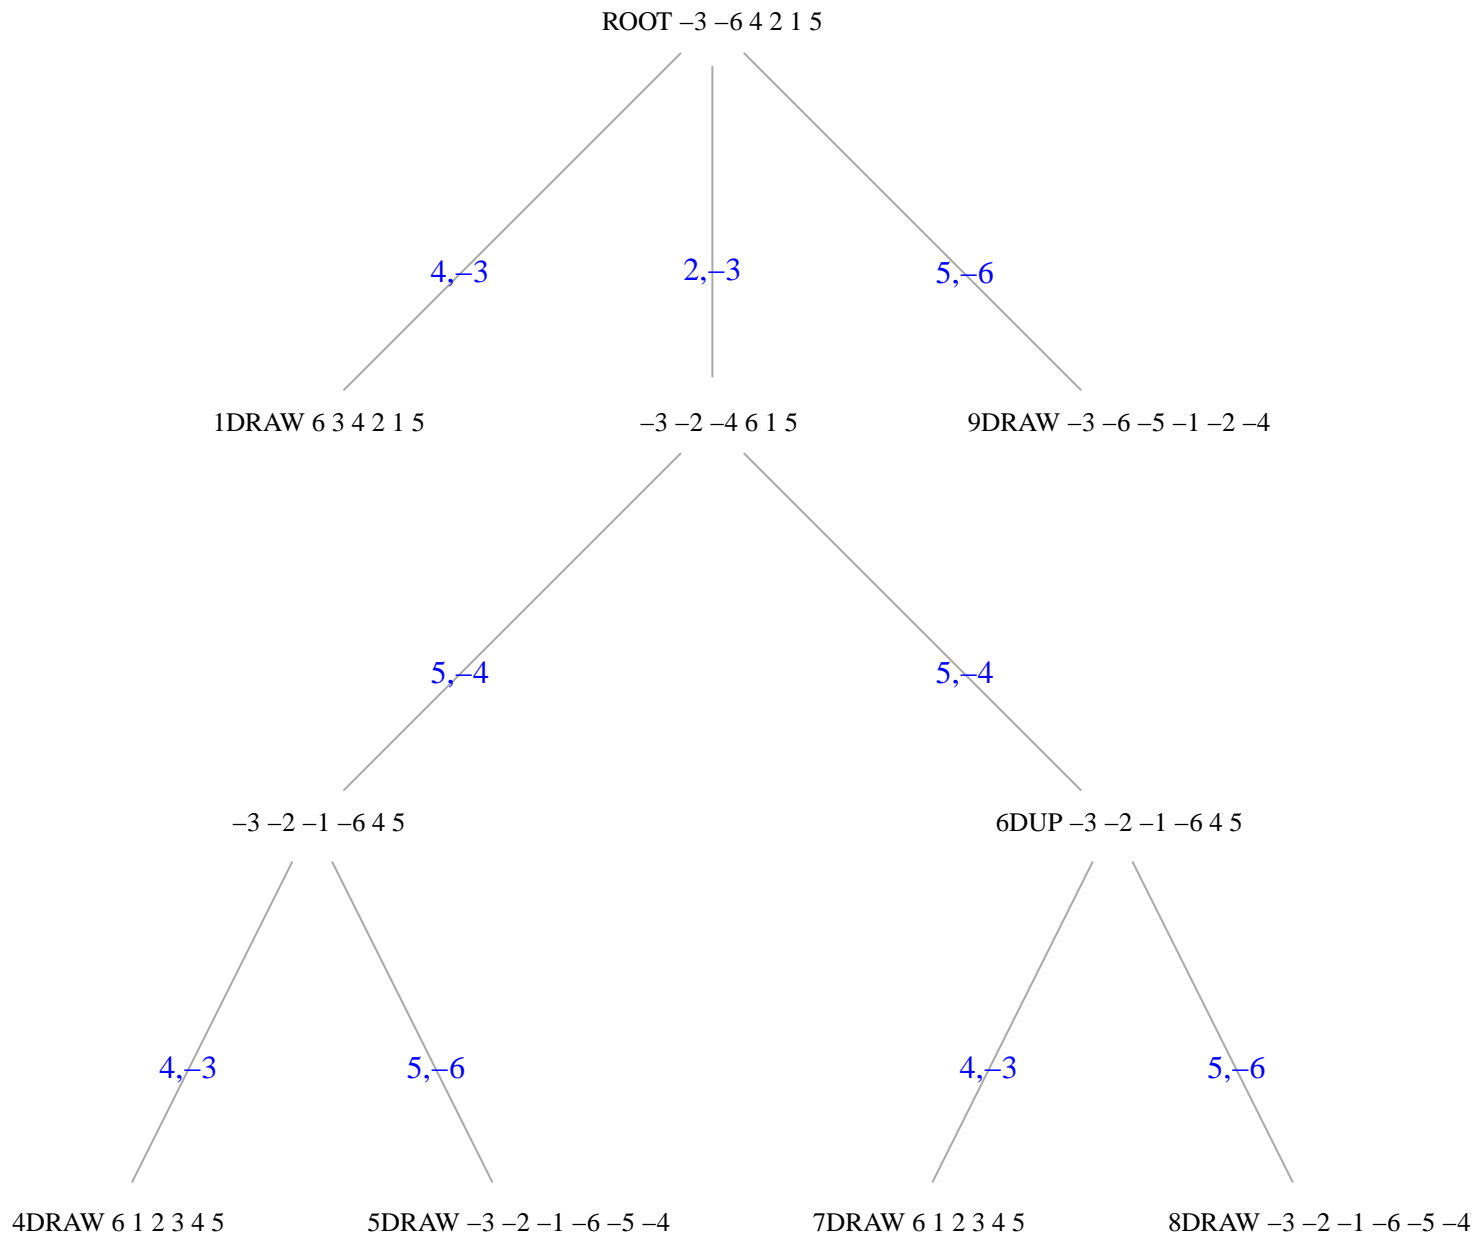 ROOT –3 –6 4 2 1 5
4,–3
2,–3
5,–6
1DRAW 6 3 4 2 1 5
–3 –2 –4 6 1 5
9DRAW –3 –6 –5 –1 –2 –4
5,–4
5,–4
–3 –2 –1 –6 4 5
6DUP –3 –2 –1 –6 4 5
4,–3
5,–6
4,–3
5,–6
4DRAW 6 1 2 3 4 5
5DRAW –3 –2 –1 –6 –5 –4
7DRAW 6 1 2 3 4 5
8DRAW –3 –2 –1 –6 –5 –4